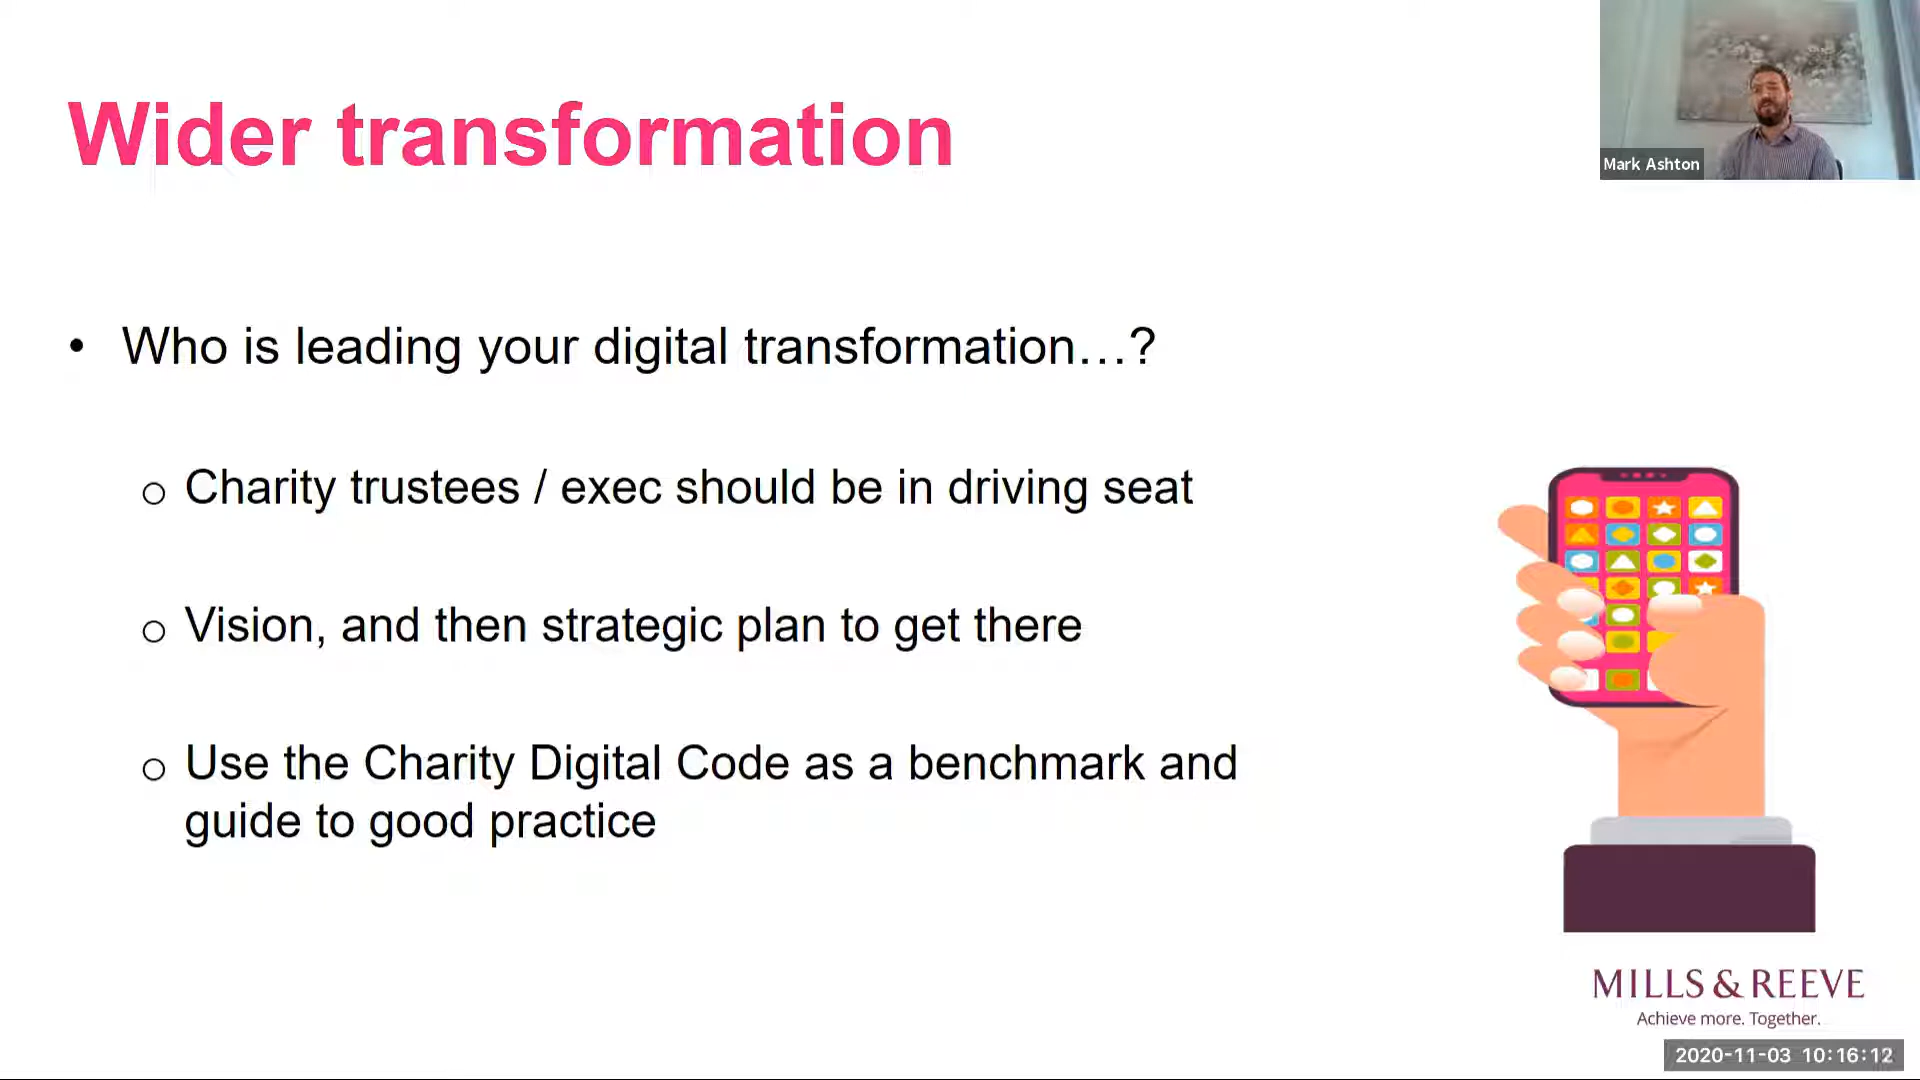 Wider transformation
Mark Ashton
• Who is leading your digital transformation…?
o Charity trustees / exec should be in driving seat
o Vision, and then strategic plan to get there
o Use the Charity Digital Code as a benchmark and
guide to good practice
MILLS & REEVE
Achieve more. Together.
2020-11-03 10:16:12